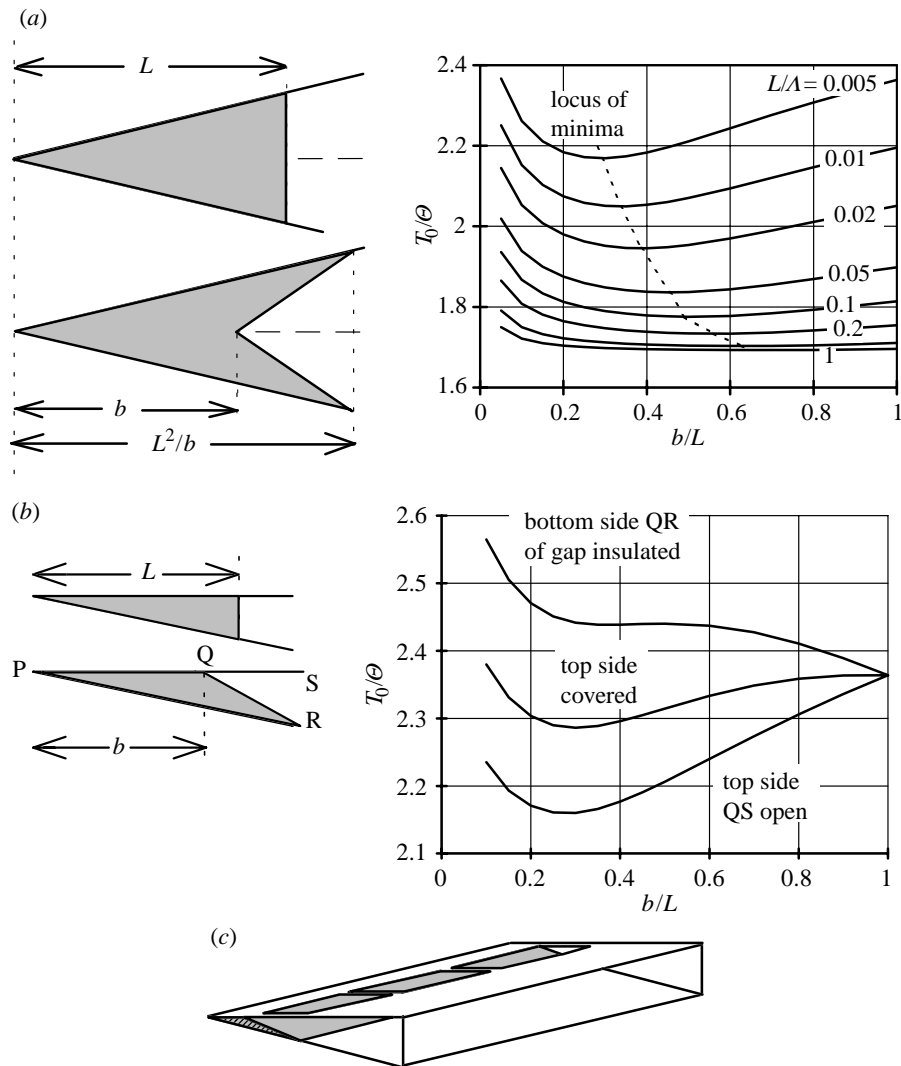 (a)
L
b
L²/b
2.4
2.2
2
1.8
1.6
T₀/Θ
locus of
minima
L/Λ = 0.005
0.01
0.02
0.05
0.1
0.2
1
0 0.2 0.4 0.6 0.8 1
b/L
(b)
L
P Q S R
b
2.6
2.5
2.4
2.3
2.2
2.1
T₀/Θ
bottom side QR
of gap insulated
top side
covered
top side
QS open
0 0.2 0.4 0.6 0.8 1
b/L
(c)